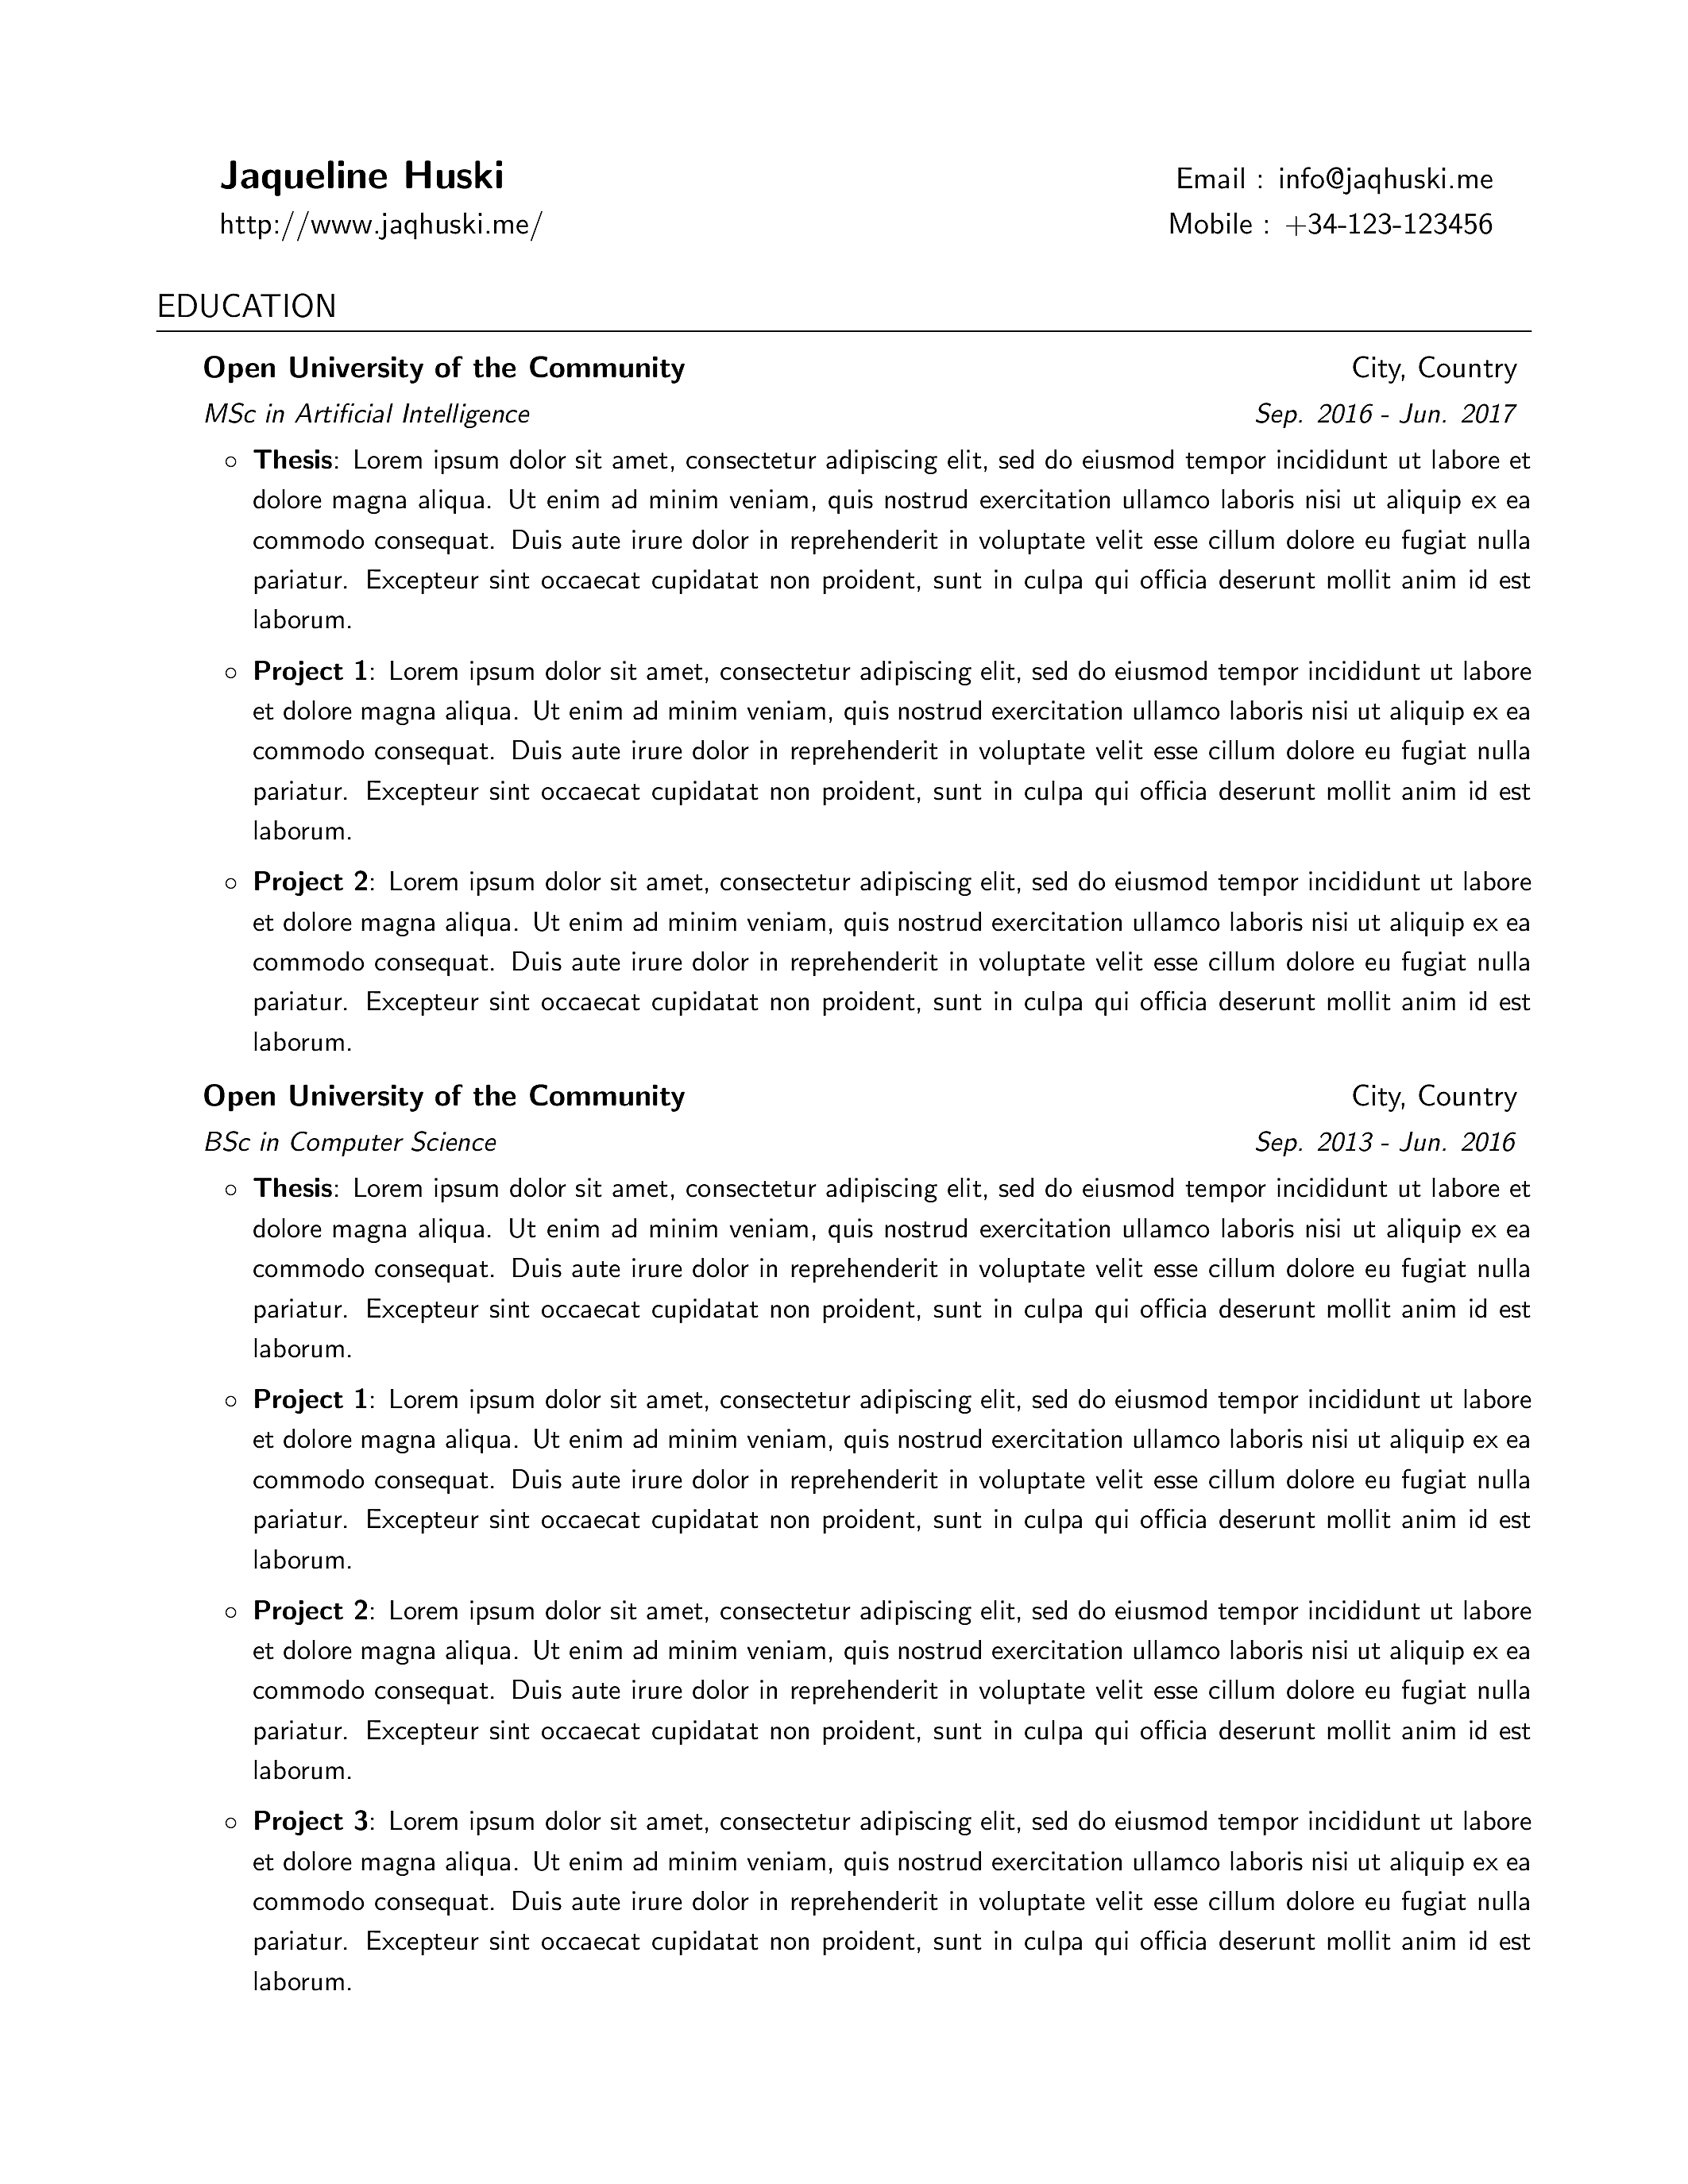 Jaqueline Huski
Email : info@jaqhuski.me
http://www.jaqhuski.me/
Mobile : +34-123-123456
EDUCATION
Open University of the Community
City, Country
MSc in Artificial Intelligence
Sep. 2016 - Jun. 2017
◦ Thesis: Lorem ipsum dolor sit amet, consectetur adipiscing elit, sed do eiusmod tempor incididunt ut labore et
dolore magna aliqua. Ut enim ad minim veniam, quis nostrud exercitation ullamco laboris nisi ut aliquip ex ea
commodo consequat. Duis aute irure dolor in reprehenderit in voluptate velit esse cillum dolore eu fugiat nulla
pariatur. Excepteur sint occaecat cupidatat non proident, sunt in culpa qui officia deserunt mollit anim id est
laborum.
◦ Project 1: Lorem ipsum dolor sit amet, consectetur adipiscing elit, sed do eiusmod tempor incididunt ut labore
et dolore magna aliqua. Ut enim ad minim veniam, quis nostrud exercitation ullamco laboris nisi ut aliquip ex ea
commodo consequat. Duis aute irure dolor in reprehenderit in voluptate velit esse cillum dolore eu fugiat nulla
pariatur. Excepteur sint occaecat cupidatat non proident, sunt in culpa qui officia deserunt mollit anim id est
laborum.
◦ Project 2: Lorem ipsum dolor sit amet, consectetur adipiscing elit, sed do eiusmod tempor incididunt ut labore
et dolore magna aliqua. Ut enim ad minim veniam, quis nostrud exercitation ullamco laboris nisi ut aliquip ex ea
commodo consequat. Duis aute irure dolor in reprehenderit in voluptate velit esse cillum dolore eu fugiat nulla
pariatur. Excepteur sint occaecat cupidatat non proident, sunt in culpa qui officia deserunt mollit anim id est
laborum.
Open University of the Community
City, Country
BSc in Computer Science
Sep. 2013 - Jun. 2016
◦ Thesis: Lorem ipsum dolor sit amet, consectetur adipiscing elit, sed do eiusmod tempor incididunt ut labore et
dolore magna aliqua. Ut enim ad minim veniam, quis nostrud exercitation ullamco laboris nisi ut aliquip ex ea
commodo consequat. Duis aute irure dolor in reprehenderit in voluptate velit esse cillum dolore eu fugiat nulla
pariatur. Excepteur sint occaecat cupidatat non proident, sunt in culpa qui officia deserunt mollit anim id est
laborum.
◦ Project 1: Lorem ipsum dolor sit amet, consectetur adipiscing elit, sed do eiusmod tempor incididunt ut labore
et dolore magna aliqua. Ut enim ad minim veniam, quis nostrud exercitation ullamco laboris nisi ut aliquip ex ea
commodo consequat. Duis aute irure dolor in reprehenderit in voluptate velit esse cillum dolore eu fugiat nulla
pariatur. Excepteur sint occaecat cupidatat non proident, sunt in culpa qui officia deserunt mollit anim id est
laborum.
◦ Project 2: Lorem ipsum dolor sit amet, consectetur adipiscing elit, sed do eiusmod tempor incididunt ut labore
et dolore magna aliqua. Ut enim ad minim veniam, quis nostrud exercitation ullamco laboris nisi ut aliquip ex ea
commodo consequat. Duis aute irure dolor in reprehenderit in voluptate velit esse cillum dolore eu fugiat nulla
pariatur. Excepteur sint occaecat cupidatat non proident, sunt in culpa qui officia deserunt mollit anim id est
laborum.
◦ Project 3: Lorem ipsum dolor sit amet, consectetur adipiscing elit, sed do eiusmod tempor incididunt ut labore
et dolore magna aliqua. Ut enim ad minim veniam, quis nostrud exercitation ullamco laboris nisi ut aliquip ex ea
commodo consequat. Duis aute irure dolor in reprehenderit in voluptate velit esse cillum dolore eu fugiat nulla
pariatur. Excepteur sint occaecat cupidatat non proident, sunt in culpa qui officia deserunt mollit anim id est
laborum.